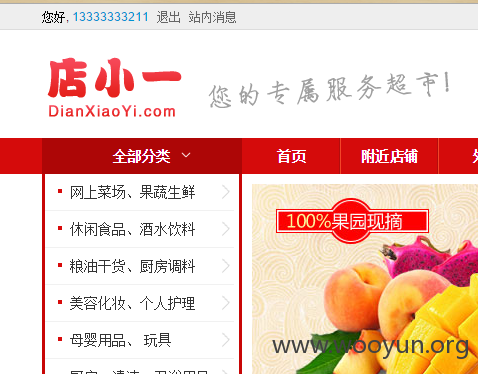 您好, 13333333211 退出 站内消息
店小一
DianXiaoYi.com
您的专属服务超市!
全部分类 首页 附近店铺
网上菜场、果蔬生鲜
休闲食品、酒水饮料
粮油干货、厨房调料
美容化妆、个人护理
母婴用品、玩具
100%果园现摘
www.wooyun.org